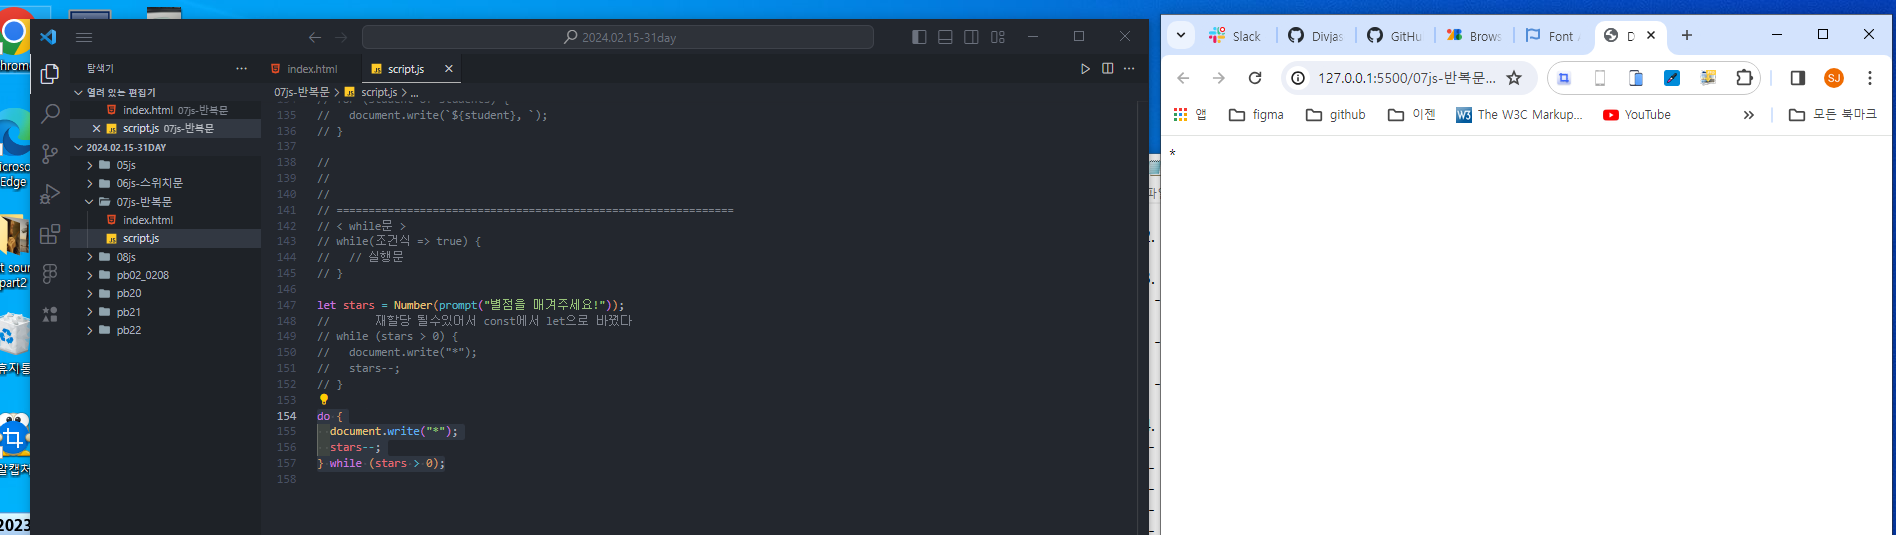 2024.02.15-31day
탐색기
index.html
script.js
열려 있는 편집기
index.html 07js-반복문
script.js 07js-반복문
2024.02.15-31DAY
05js
06js-스위치문
07js-반복문
index.html
script.js
08js
pb02_0208
pb20
pb21
pb22
07js-반복문 > script.js > ...
135 //   document.write(`${student}, `);
136 // }
137
138 //
139 //
140 //
141 // ==============================================================
142 // < while문 >
143 // while(조건식 => true) {
144 //   // 실행문
145 // }
146
147 let stars = Number(prompt("별점을 매겨주세요!"));
148 //       재할당 될수있어서 const에서 let으로 바꿨다
149 // while (stars > 0) {
150 //   document.write("*");
151 //   stars--;
152 // }
153
154 do {
155   document.write("*");
156   stars--;
157 } while (stars > 0);
158
Slack
Divjas
GitHu
Brows
Font
D
127.0.0.1:5500/07js-반복문...
SJ
앱
figma
github
이젠
W3
The W3C Markup...
YouTube
모든 북마크
*
hrome
Edge
part2
휴지통
알캡처
2023